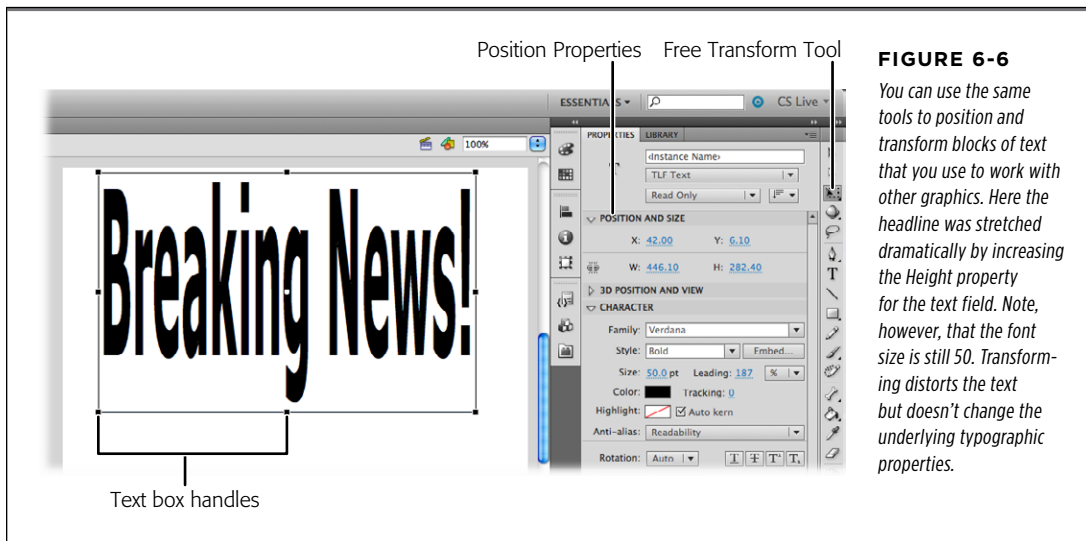 Position Properties Free Transform Tool
ESSENTIALS
CS Live
PROPERTIES LIBRARY
100%
<Instance Name>
TLF Text
Read Only
POSITION AND SIZE
X: 42.00 Y: 6.10
W: 446.10 H: 282.40
3D POSITION AND VIEW
CHARACTER
Family: Verdana
Style: Bold Embed...
Size: 50.0 pt Leading: 187 %
Color: Tracking: 0
Highlight: Auto kern
Anti-alias: Readability
Rotation: Auto T T T T
T
Breaking News!
Text box handles
FIGURE 6-6
You can use the same
tools to position and
transform blocks of text
that you use to work with
other graphics. Here the
headline was stretched
dramatically by increasing
the Height property
for the text field. Note,
however, that the font
size is still 50. Transform-
ing distorts the text
but doesn’t change the
underlying typographic
properties.